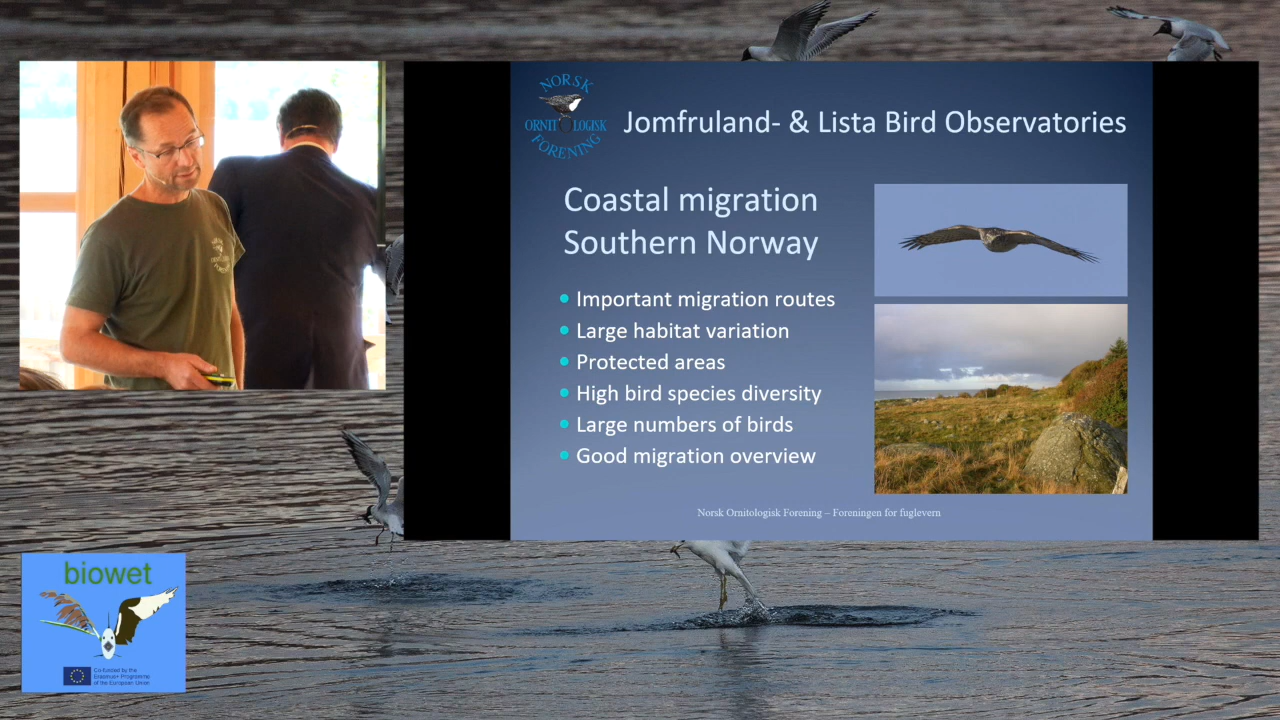 NORSK
ORNITOLOGISK
FORENING
Jomfruland- & Lista Bird Observatories
Coastal migration
Southern Norway
Important migration routes
Large habitat variation
Protected areas
High bird species diversity
Large numbers of birds
Good migration overview
Norsk Ornitologisk Forening – Foreningen for fuglevern
biowet
Co-funded by the
Erasmus+ Programme
of the European Union